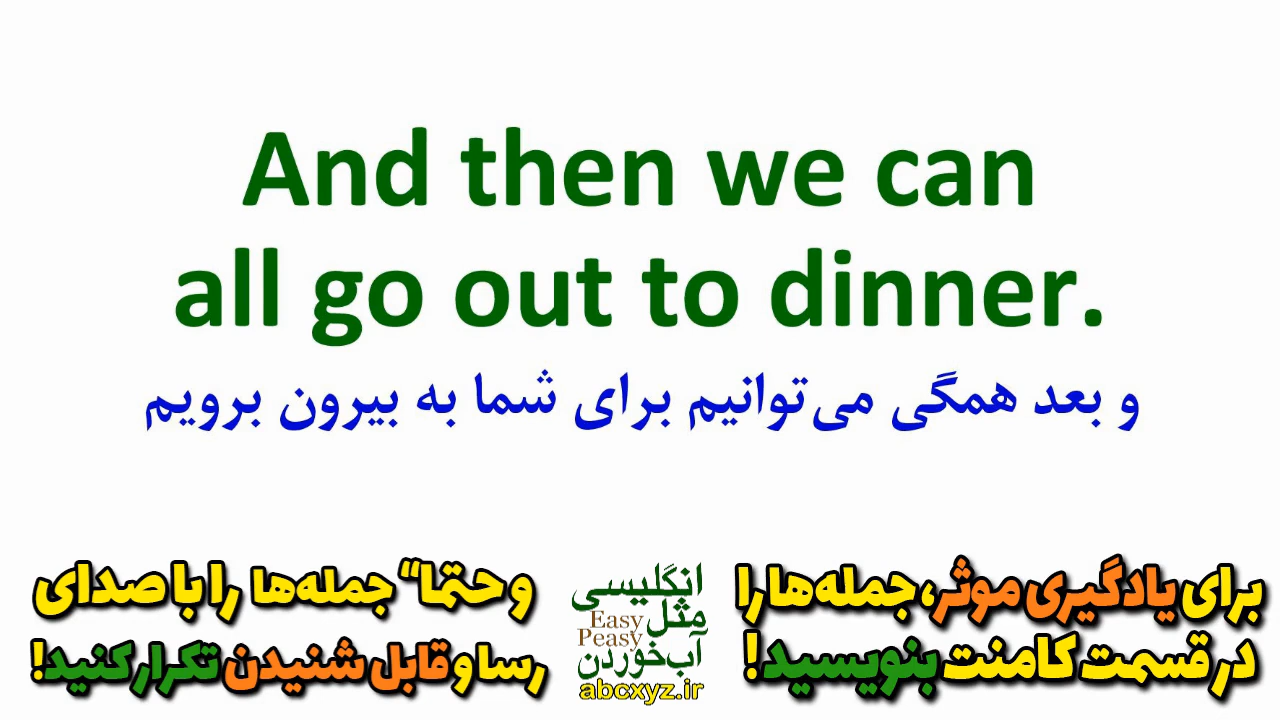 And then we can
all go out to dinner.
و بعد همگی می‌توانیم برای شما به بیرون برویم
برای یادگیری موثر، جمله‌ها را
در قسمت کامنت بنویسید!
انگلیسی
مثل
Easy
Peasy
آب‌خوردن
abcxyz.ir
و حتما“ جمله‌ها را با صدای
رسا و قابل شنیدن تکرار کنید!